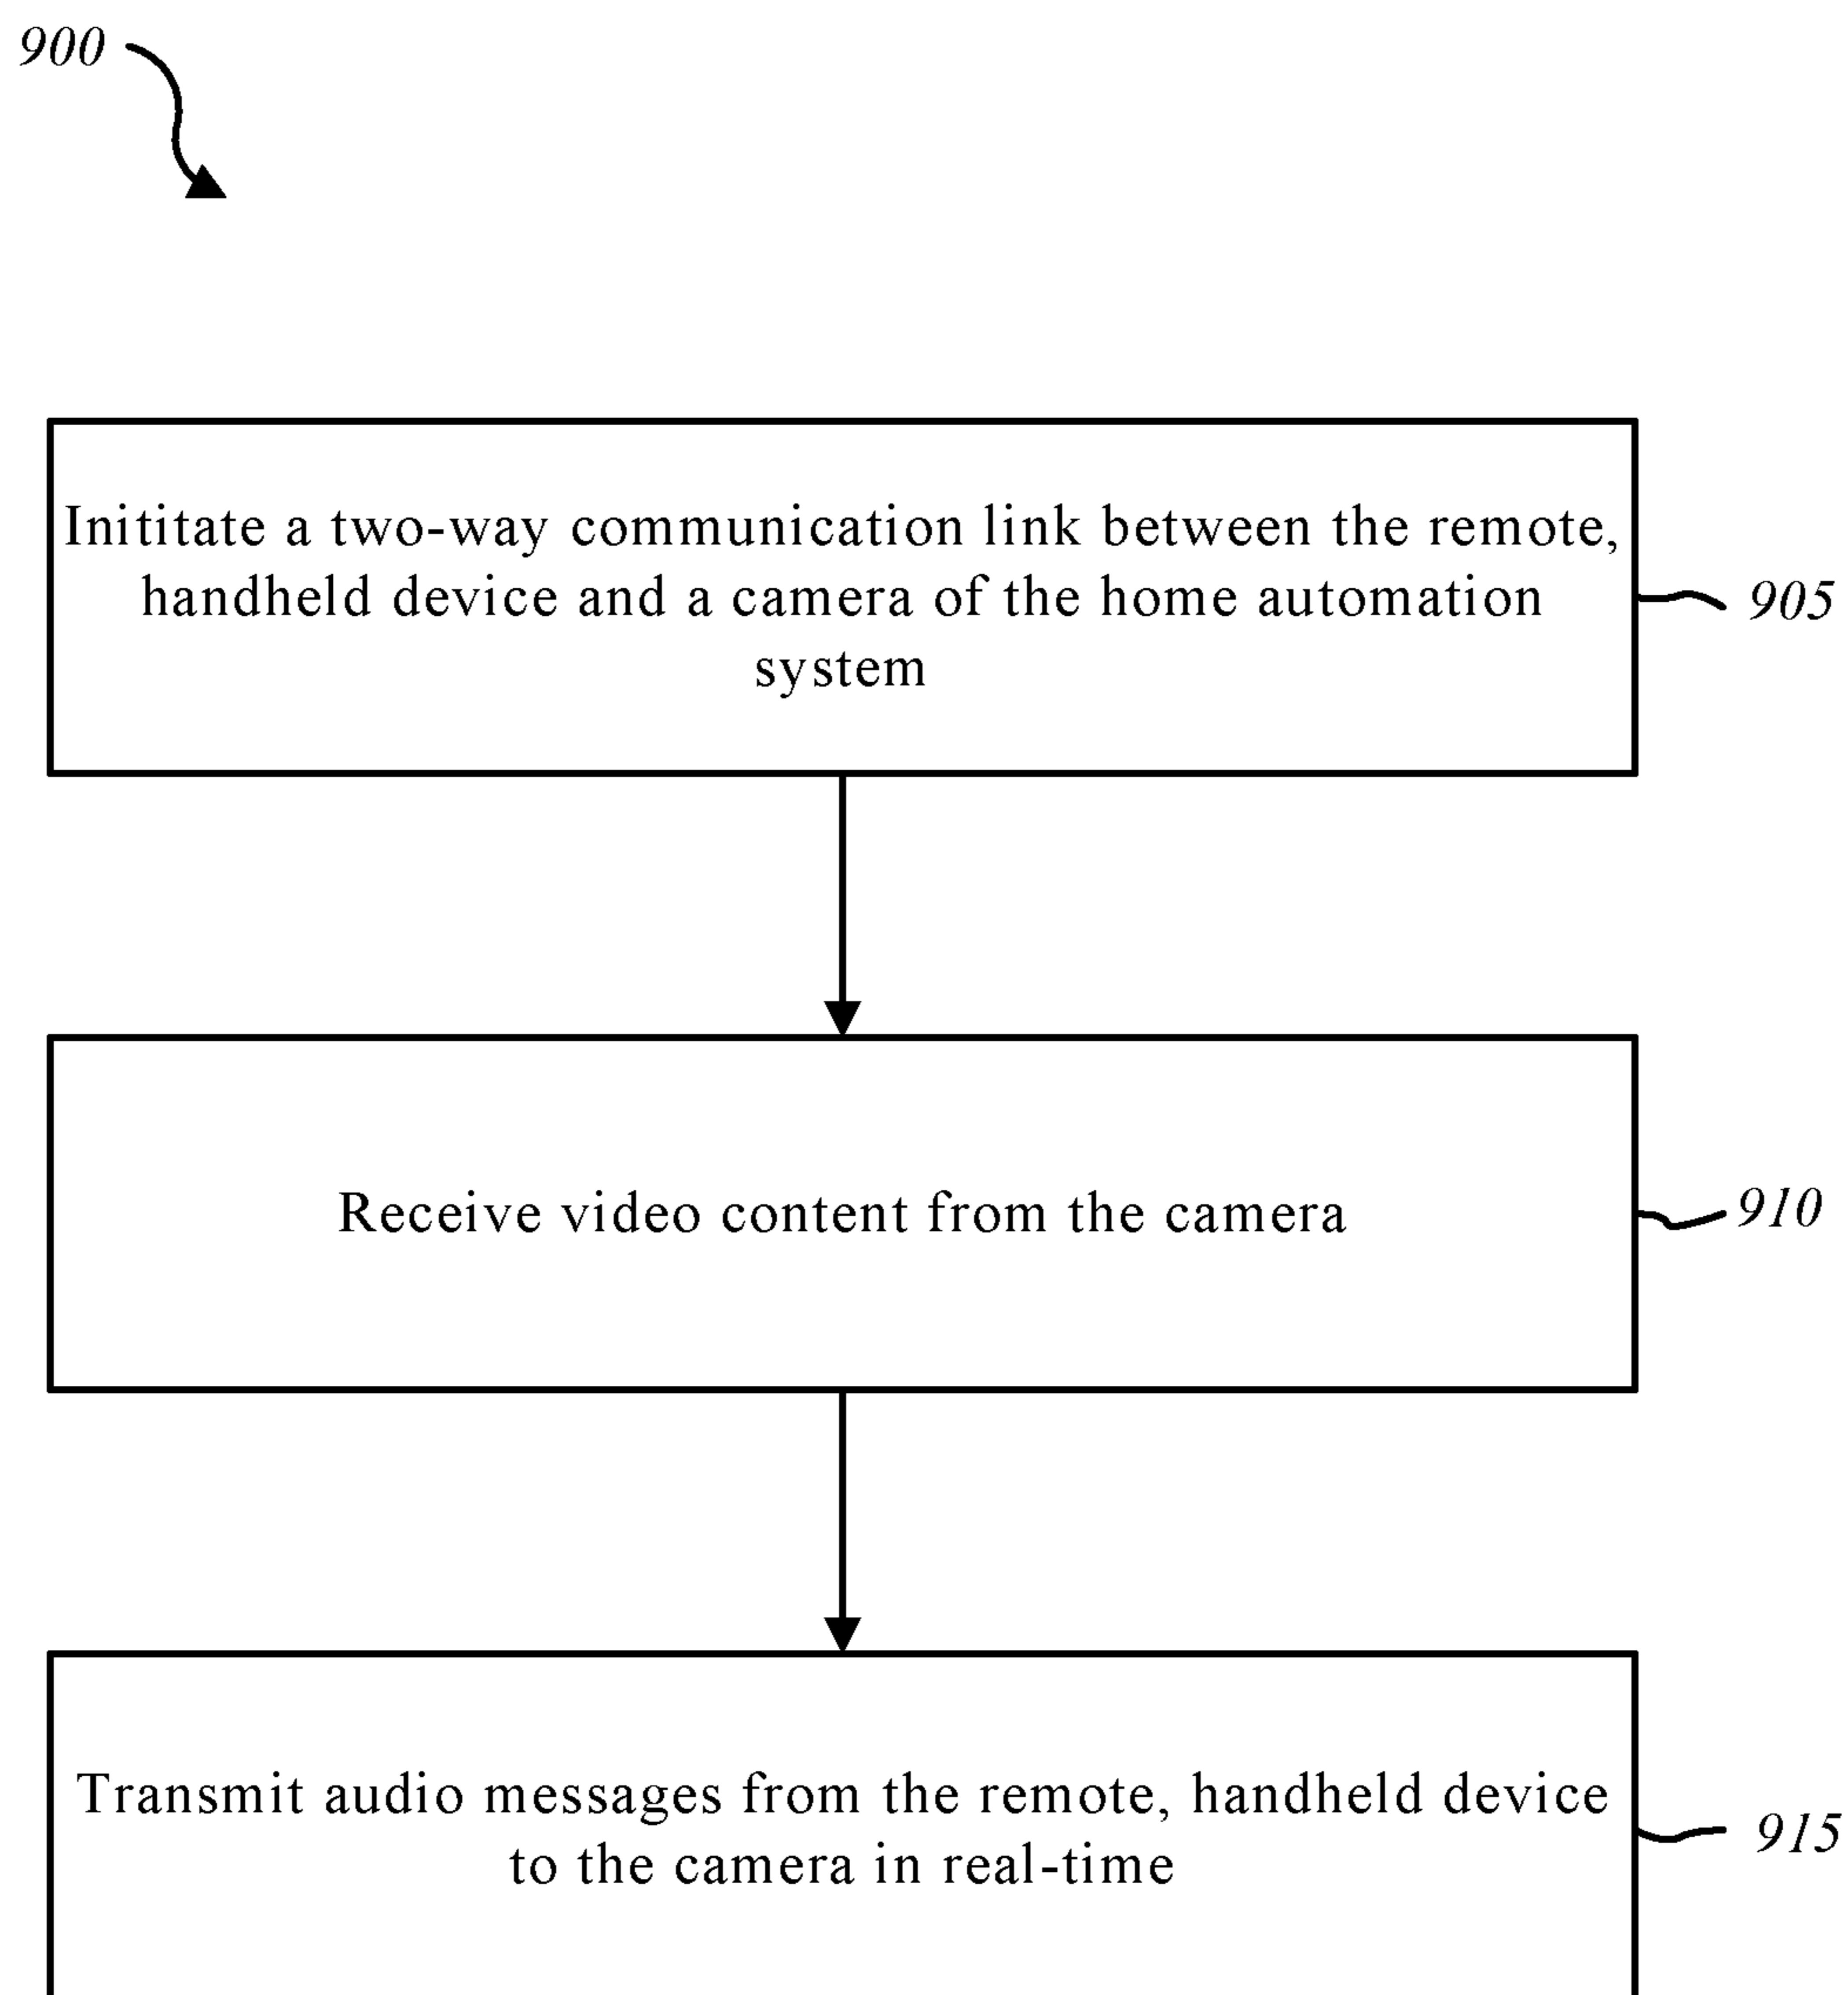 900
Inititate a two-way communication link between the remote,
handheld device and a camera of the home automation
system
905
Receive video content from the camera
910
Transmit audio messages from the remote, handheld device
to the camera in real-time
915